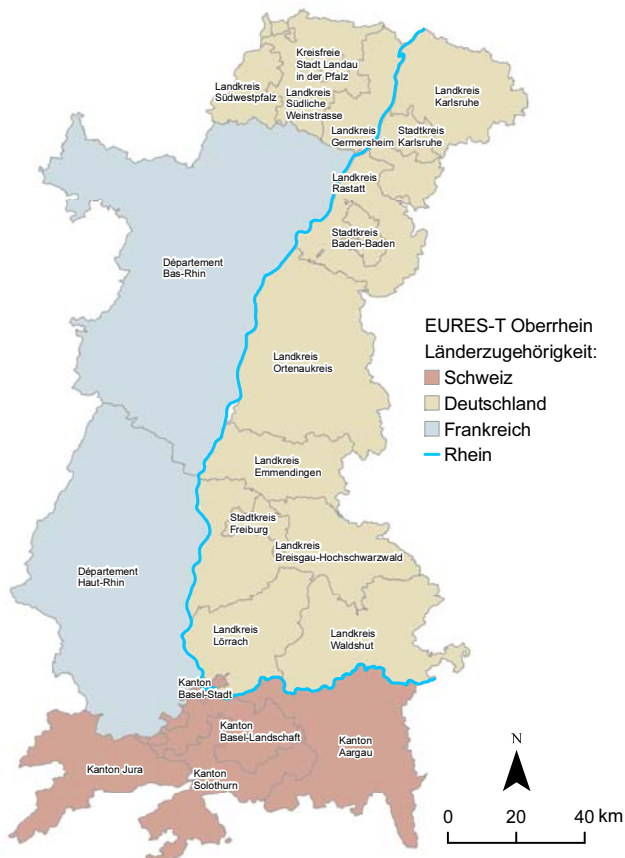 Kreisfreie
Stadt Landau
in der Pfalz
Landkreis
Südwestpfalz
Landkreis
Südliche
Weinstrasse
Landkreis
Karlsruhe
Landkreis
Germersheim
Stadtkreis
Karlsruhe
Landkreis
Rastatt
Stadtkreis
Baden-Baden
Département
Bas-Rhin
EURES-T Oberrhein
Länderzugehörigkeit:
Schweiz
Deutschland
Frankreich
Rhein
Landkreis
Ortenaukreis
Landkreis
Emmendingen
Stadtkreis
Freiburg
Landkreis
Breisgau-Hochschwarzwald
Département
Haut-Rhin
Landkreis
Lörrach
Landkreis
Waldshut
Kanton
Basel-Stadt
Kanton
Basel-Landschaft
Kanton
Aargau
Kanton Jura
Kanton
Solothurn
N
0 20 40 km